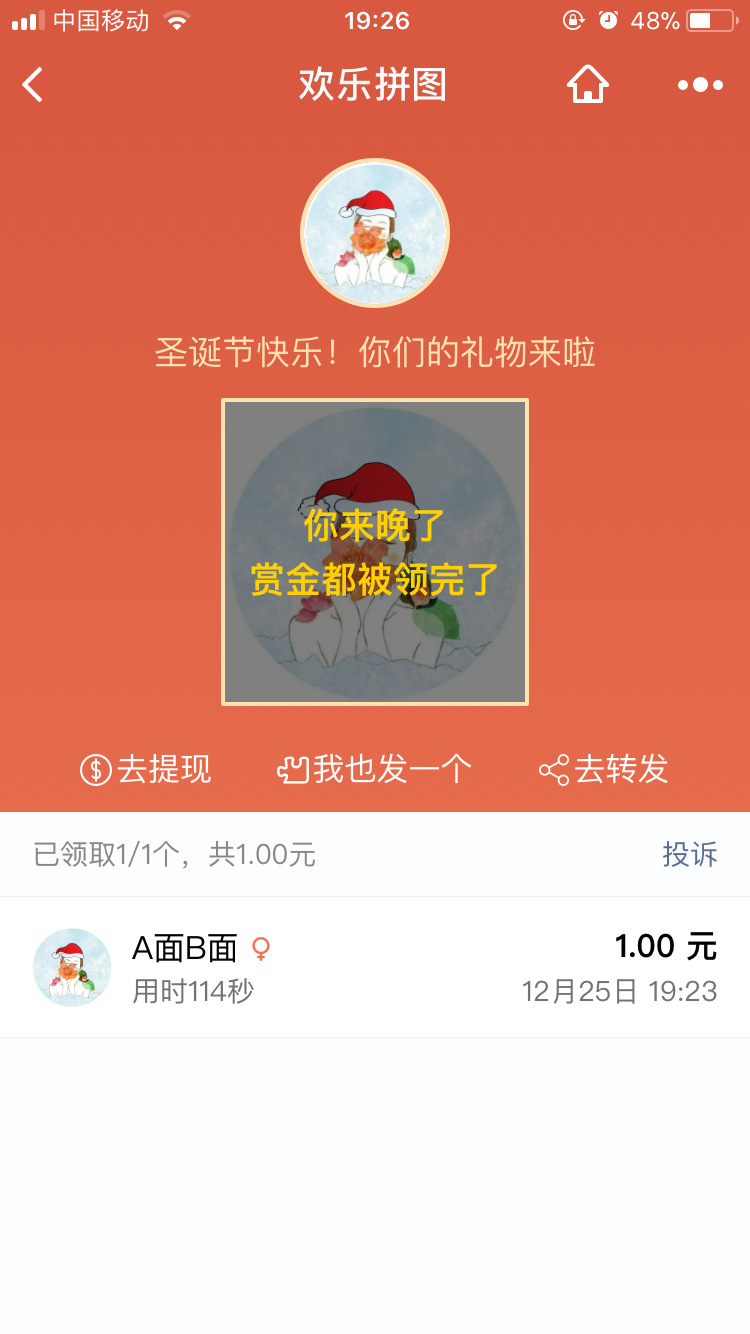 中国移动 19:26 48%
欢乐拼图
圣诞节快乐！你们的礼物来啦
你来晚了
赏金都被领完了
去提现 我也发一个 去转发
已领取1/1个，共1.00元 投诉
A面B面 1.00 元
用时114秒 12月25日 19:23